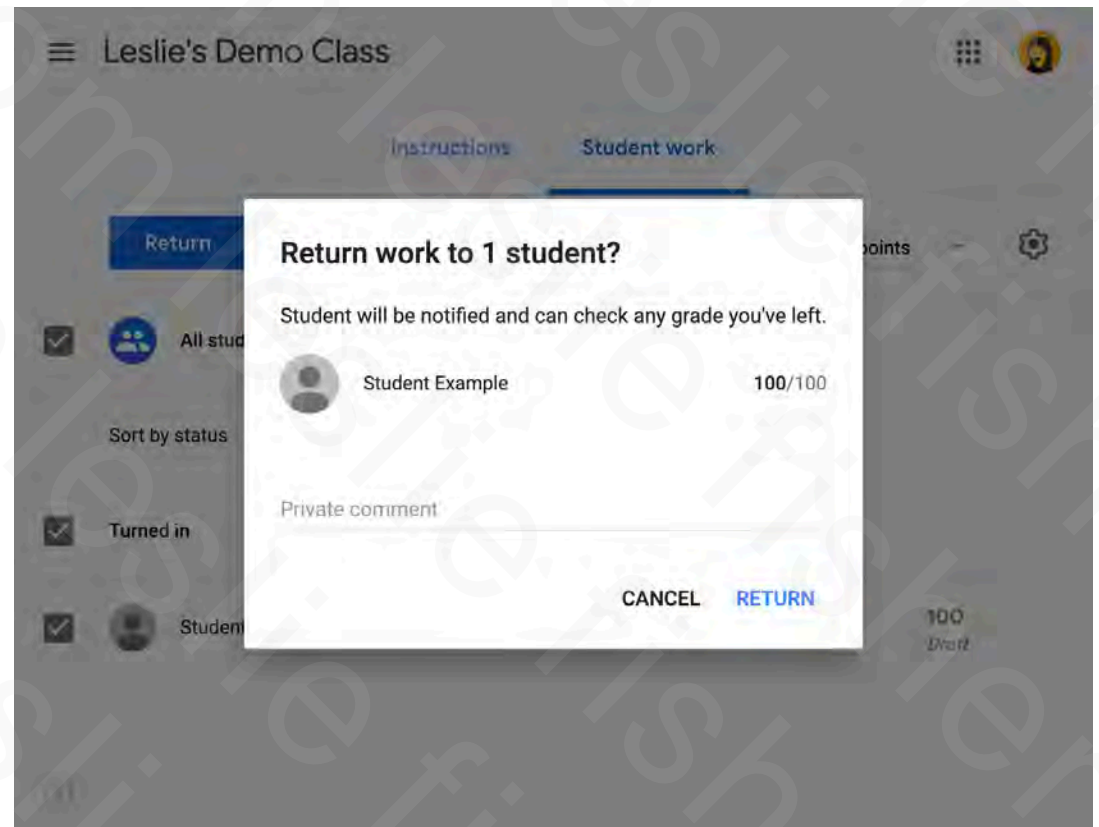 Leslie's Demo Class
Instructions Student work
Return
points
Return work to 1 student?
Student will be notified and can check any grade you've left.
All stud
Student Example 100/100
Sort by status
Private comment
Turned in
CANCEL RETURN
Student
100
Draft